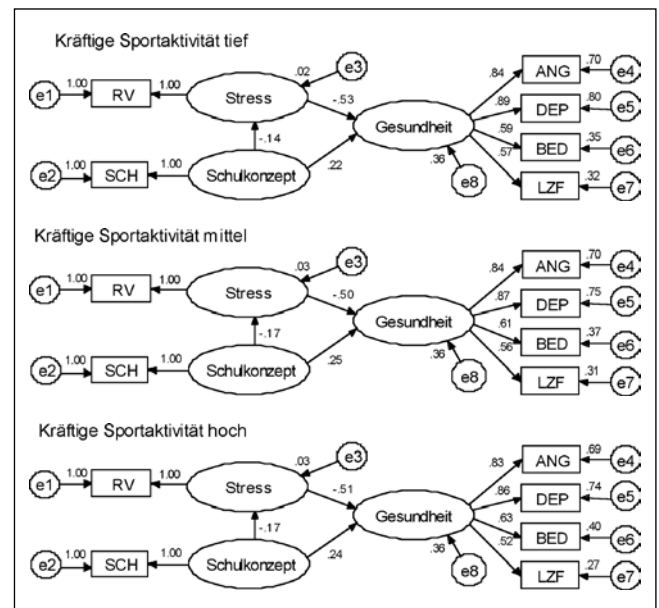 Kräftige Sportaktivität tief
e1 1.00 RV 1.00 Stress .02 e3
-.53
e2 1.00 SCH 1.00 Schulkonzept -.14 .22
Gesundheit .36 e8
.84 ANG .70 e4
.89 DEP .80 e5
.59 BED .35 e6
.57 LZF .32 e7
Kräftige Sportaktivität mittel
e1 1.00 RV 1.00 Stress .03 e3
-.50
e2 1.00 SCH 1.00 Schulkonzept -.17 .25
Gesundheit .36 e8
.84 ANG .70 e4
.87 DEP .75 e5
.61 BED .37 e6
.56 LZF .31 e7
Kräftige Sportaktivität hoch
e1 1.00 RV 1.00 Stress .03 e3
-.51
e2 1.00 SCH 1.00 Schulkonzept -.17 .24
Gesundheit .36 e8
.83 ANG .69 e4
.86 DEP .74 e5
.63 BED .40 e6
.52 LZF .27 e7